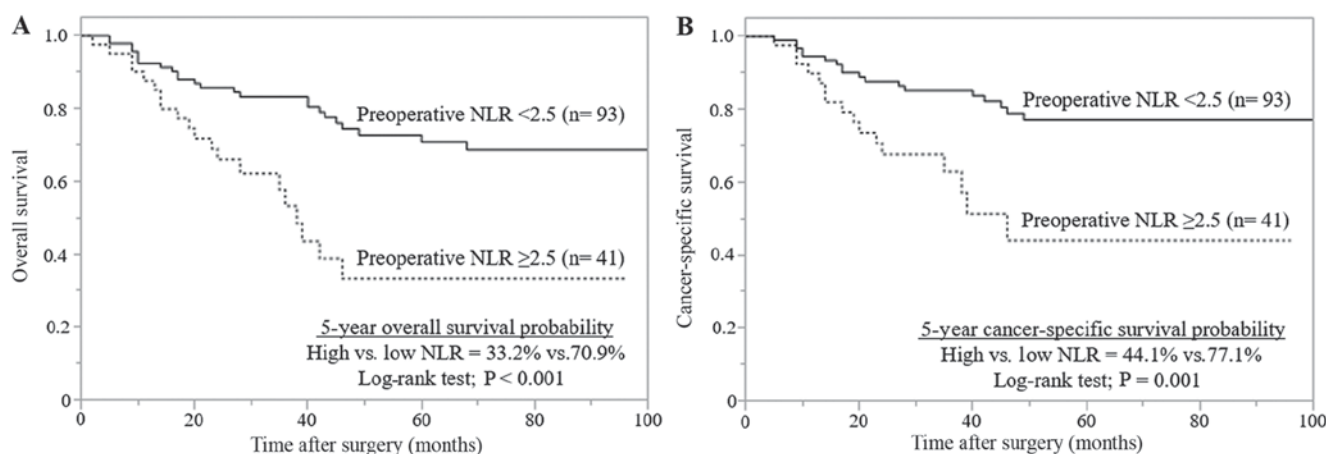 A
Overall survival
1.0
0.8
0.6
0.4
0.2
0
0
20
40
60
80
100
Time after surgery (months)
Preoperative NLR <2.5 (n= 93)
Preoperative NLR ≥2.5 (n= 41)
5-year overall survival probability
High vs. low NLR = 33.2% vs.70.9%
Log-rank test; P < 0.001
B
Cancer-specific survival
1.0
0.8
0.6
0.4
0.2
0
0
20
40
60
80
100
Time after surgery (months)
Preoperative NLR <2.5 (n= 93)
Preoperative NLR ≥2.5 (n= 41)
5-year cancer-specific survival probability
High vs. low NLR = 44.1% vs.77.1%
Log-rank test; P = 0.001